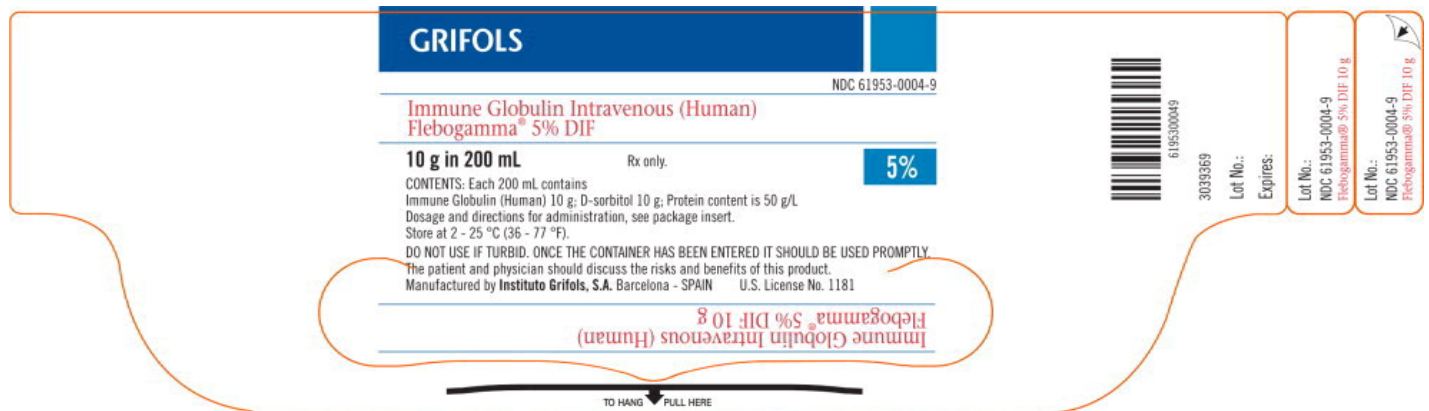 GRIFOLS
NDC 61953-0004-9
Immune Globulin Intravenous (Human)
Flebogamma® 5% DIF
10 g in 200 mL
Rx only.
5%
CONTENTS: Each 200 mL contains
Immune Globulin (Human) 10 g; D-sorbitol 10 g; Protein content is 50 g/L
Dosage and directions for administration, see package insert.
Store at 2 - 25 °C (36 - 77 °F).
DO NOT USE IF TURBID. ONCE THE CONTAINER HAS BEEN ENTERED IT SHOULD BE USED PROMPTLY.
The patient and physician should discuss the risks and benefits of this product.
Manufactured by Instituto Grifols, S.A. Barcelona - SPAIN U.S. License No. 1181
Immune Globulin Intravenous (Human)
Flebogamma® 5% DIF 10 g
TO HANG PULL HERE
6195300049
3039369
Lot No.:
Expires:
Lot No.:
NDC 61953-0004-9
Flebogamma® 5% DIF 10 g
Lot No.:
NDC 61953-0004-9
Flebogamma® 5% DIF 10 g